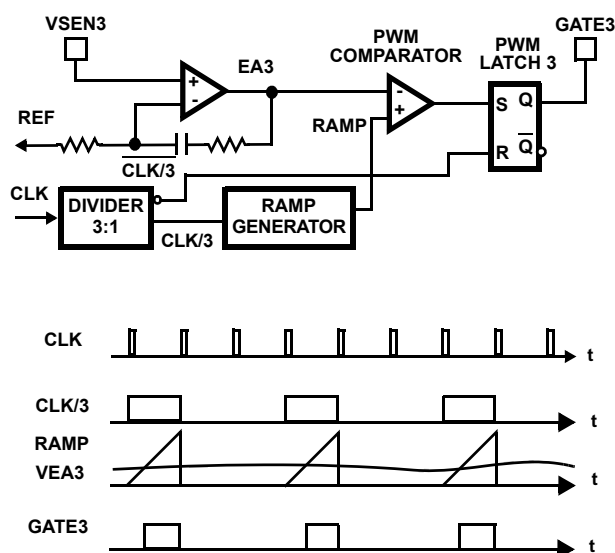 VSEN3
GATE3
PWM
COMPARATOR
PWM
LATCH 3
EA3
+
-
-
+
S Q
R Q̅
REF
RAMP
C̅L̅K̅/̅3̅
CLK
DIVIDER
3:1
CLK/3
RAMP
GENERATOR
CLK
t
CLK/3
t
RAMP
VEA3
t
GATE3
t